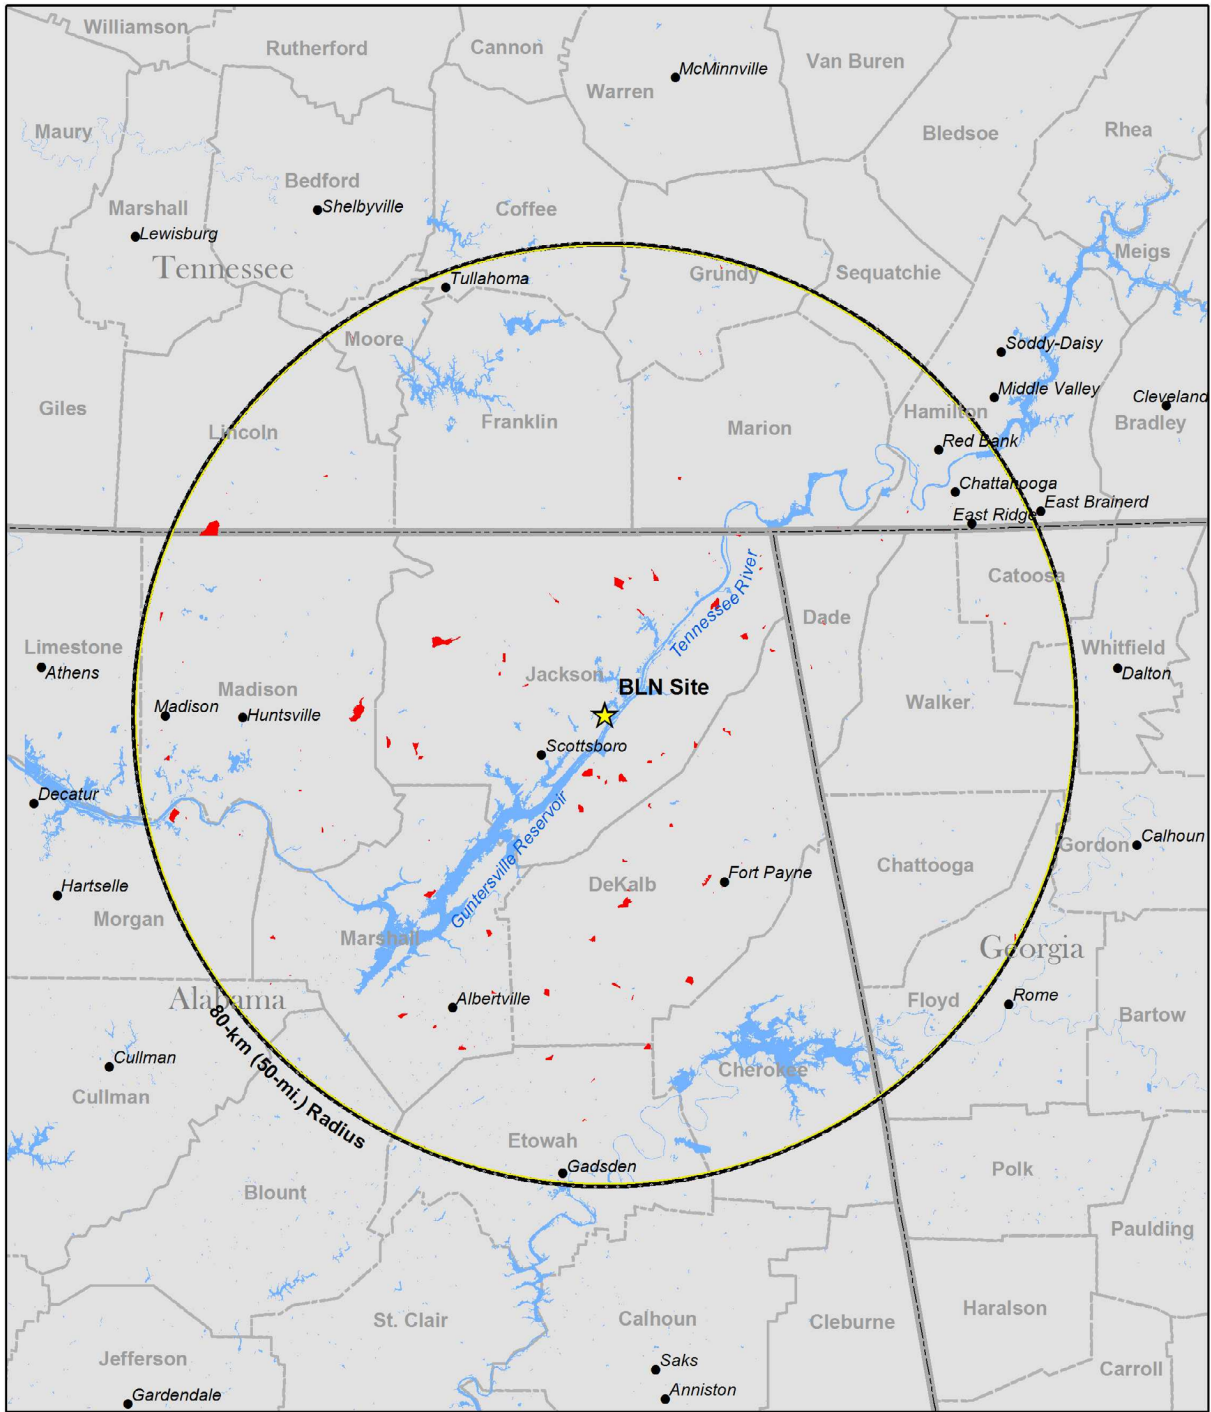 Williamson
Rutherford
Cannon
McMinnville
Van Buren
Warren
Maury
Bledsoe
Rhea
Bedford
Marshall
Shelbyville
Coffee
Lewisburg
Meigs
Tennessee
Grundy
Sequatchie
Tullahoma
Moore
Soddy-Daisy
Middle Valley
Cleveland
Giles
Lincoln
Franklin
Marion
Hamilton
Bradley
Red Bank
Chattanooga
East Brainerd
East Ridge
Tennessee River
Catoosa
Dade
Limestone
Whitfield
Athens
Jackson
Dalton
Madison
BLN Site
Walker
Madison
Huntsville
Scottsboro
Decatur
Guntersville Reservoir
Calhoun
Gordon
Chattooga
Hartselle
DeKalb
Fort Payne
Morgan
Marshall
Georgia
Alabama
Albertville
Floyd
Rome
Bartow
80-km (50-mi.) Radius
Cullman
Cherokee
Cullman
Etowah
Gadsden
Polk
Blount
Paulding
Haralson
St. Clair
Calhoun
Cleburne
Jefferson
Saks
Carroll
Gardendale
Anniston